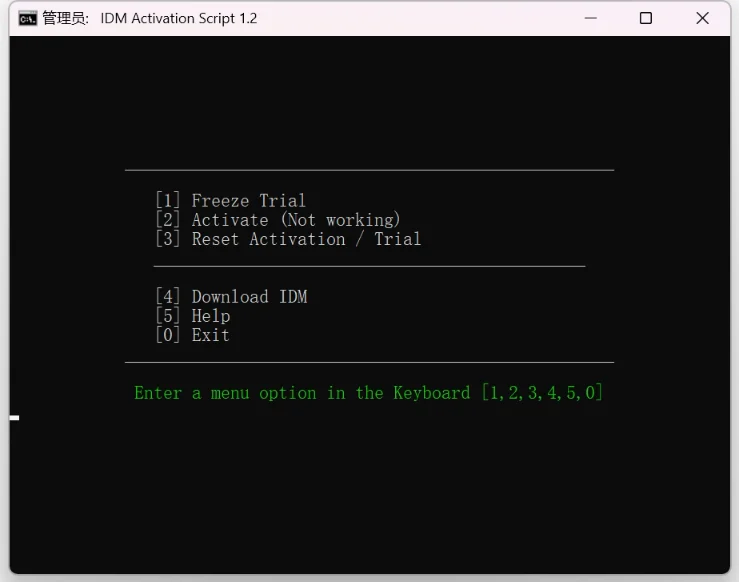 管理员: IDM Activation Script 1.2
[1] Freeze Trial
[2] Activate (Not working)
[3] Reset Activation / Trial
[4] Download IDM
[5] Help
[0] Exit
Enter a menu option in the Keyboard [1,2,3,4,5,0]